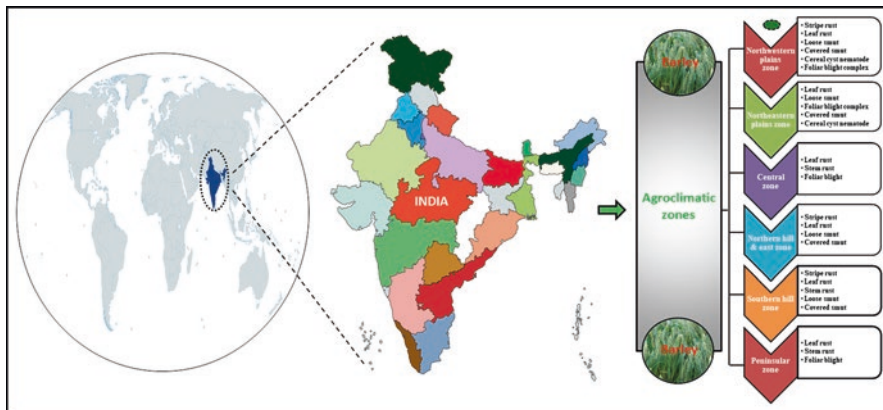 INDIA
Barley
Agroclimatic
zones
Barley
Northwestern
plains
zone
• Stripe rust
• Leaf rust
• Loose smut
• Covered smut
• Cereal cyst nematode
• Foliar blight complex
Northeastern
plains zone
• Leaf rust
• Loose smut
• Foliar blight complex
• Covered smut
• Cereal cyst nematode
Central
zone
• Leaf rust
• Stem rust
• Foliar blight
Northern hill
& east zone
• Stripe rust
• Leaf rust
• Loose smut
• Covered smut
Southern hill
zone
• Stripe rust
• Leaf rust
• Stem rust
• Loose smut
• Covered smut
Peninsular
zone
• Leaf rust
• Stem rust
• Foliar blight